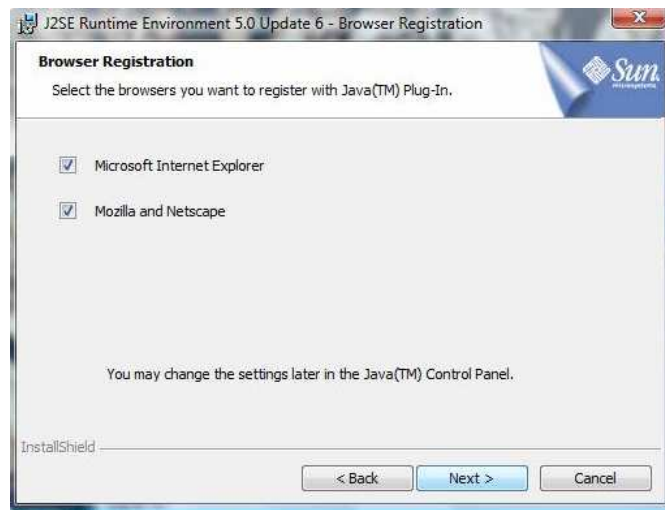 J2SE Runtime Environment 5.0 Update 6 - Browser Registration
Browser Registration
Select the browsers you want to register with Java(TM) Plug-In.
Sun
microsystems
Microsoft Internet Explorer
Mozilla and Netscape
You may change the settings later in the Java(TM) Control Panel.
InstallShield
< Back
Next >
Cancel